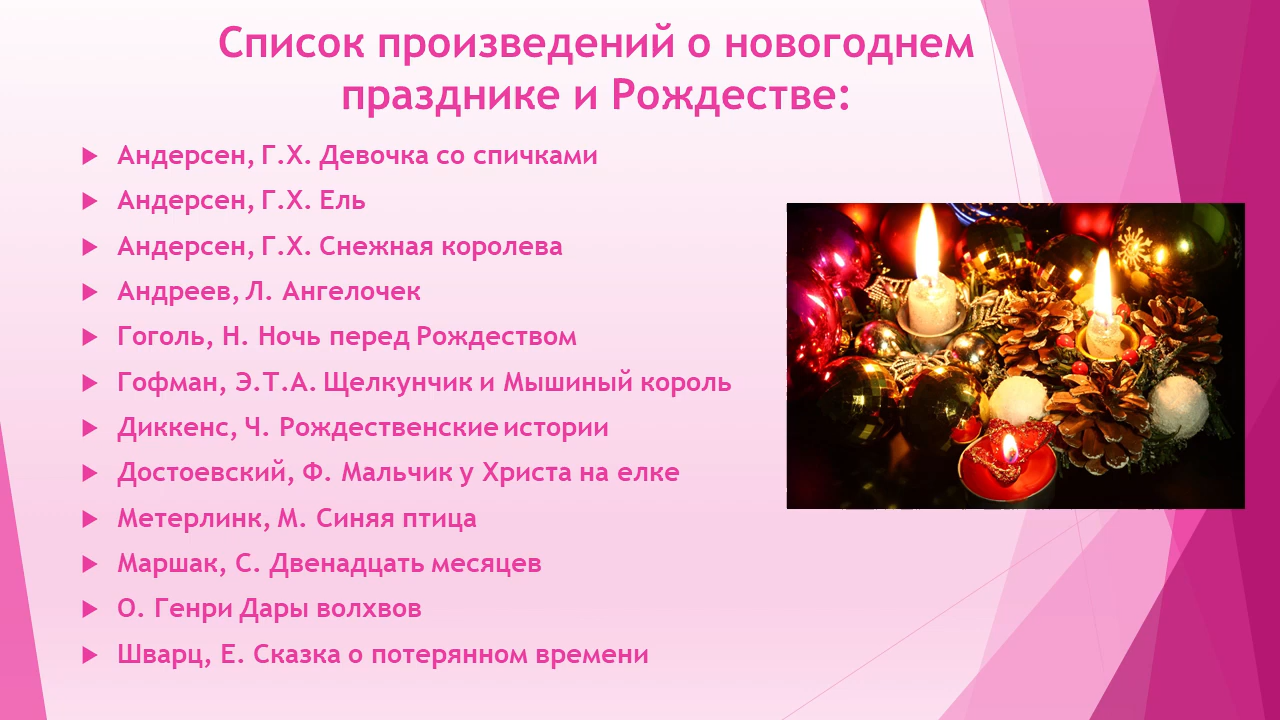 Список произведений о новогоднем
празднике и Рождестве:
Андерсен, Г.Х. Девочка со спичками
Андерсен, Г.Х. Ель
Андерсен, Г.Х. Снежная королева
Андреев, Л. Ангелочек
Гоголь, Н. Ночь перед Рождеством
Гофман, Э.Т.А. Щелкунчик и Мышиный король
Диккенс, Ч. Рождественские истории
Достоевский, Ф. Мальчик у Христа на елке
Метерлинк, М. Синяя птица
Маршак, С. Двенадцать месяцев
О. Генри Дары волхвов
Шварц, Е. Сказка о потерянном времени